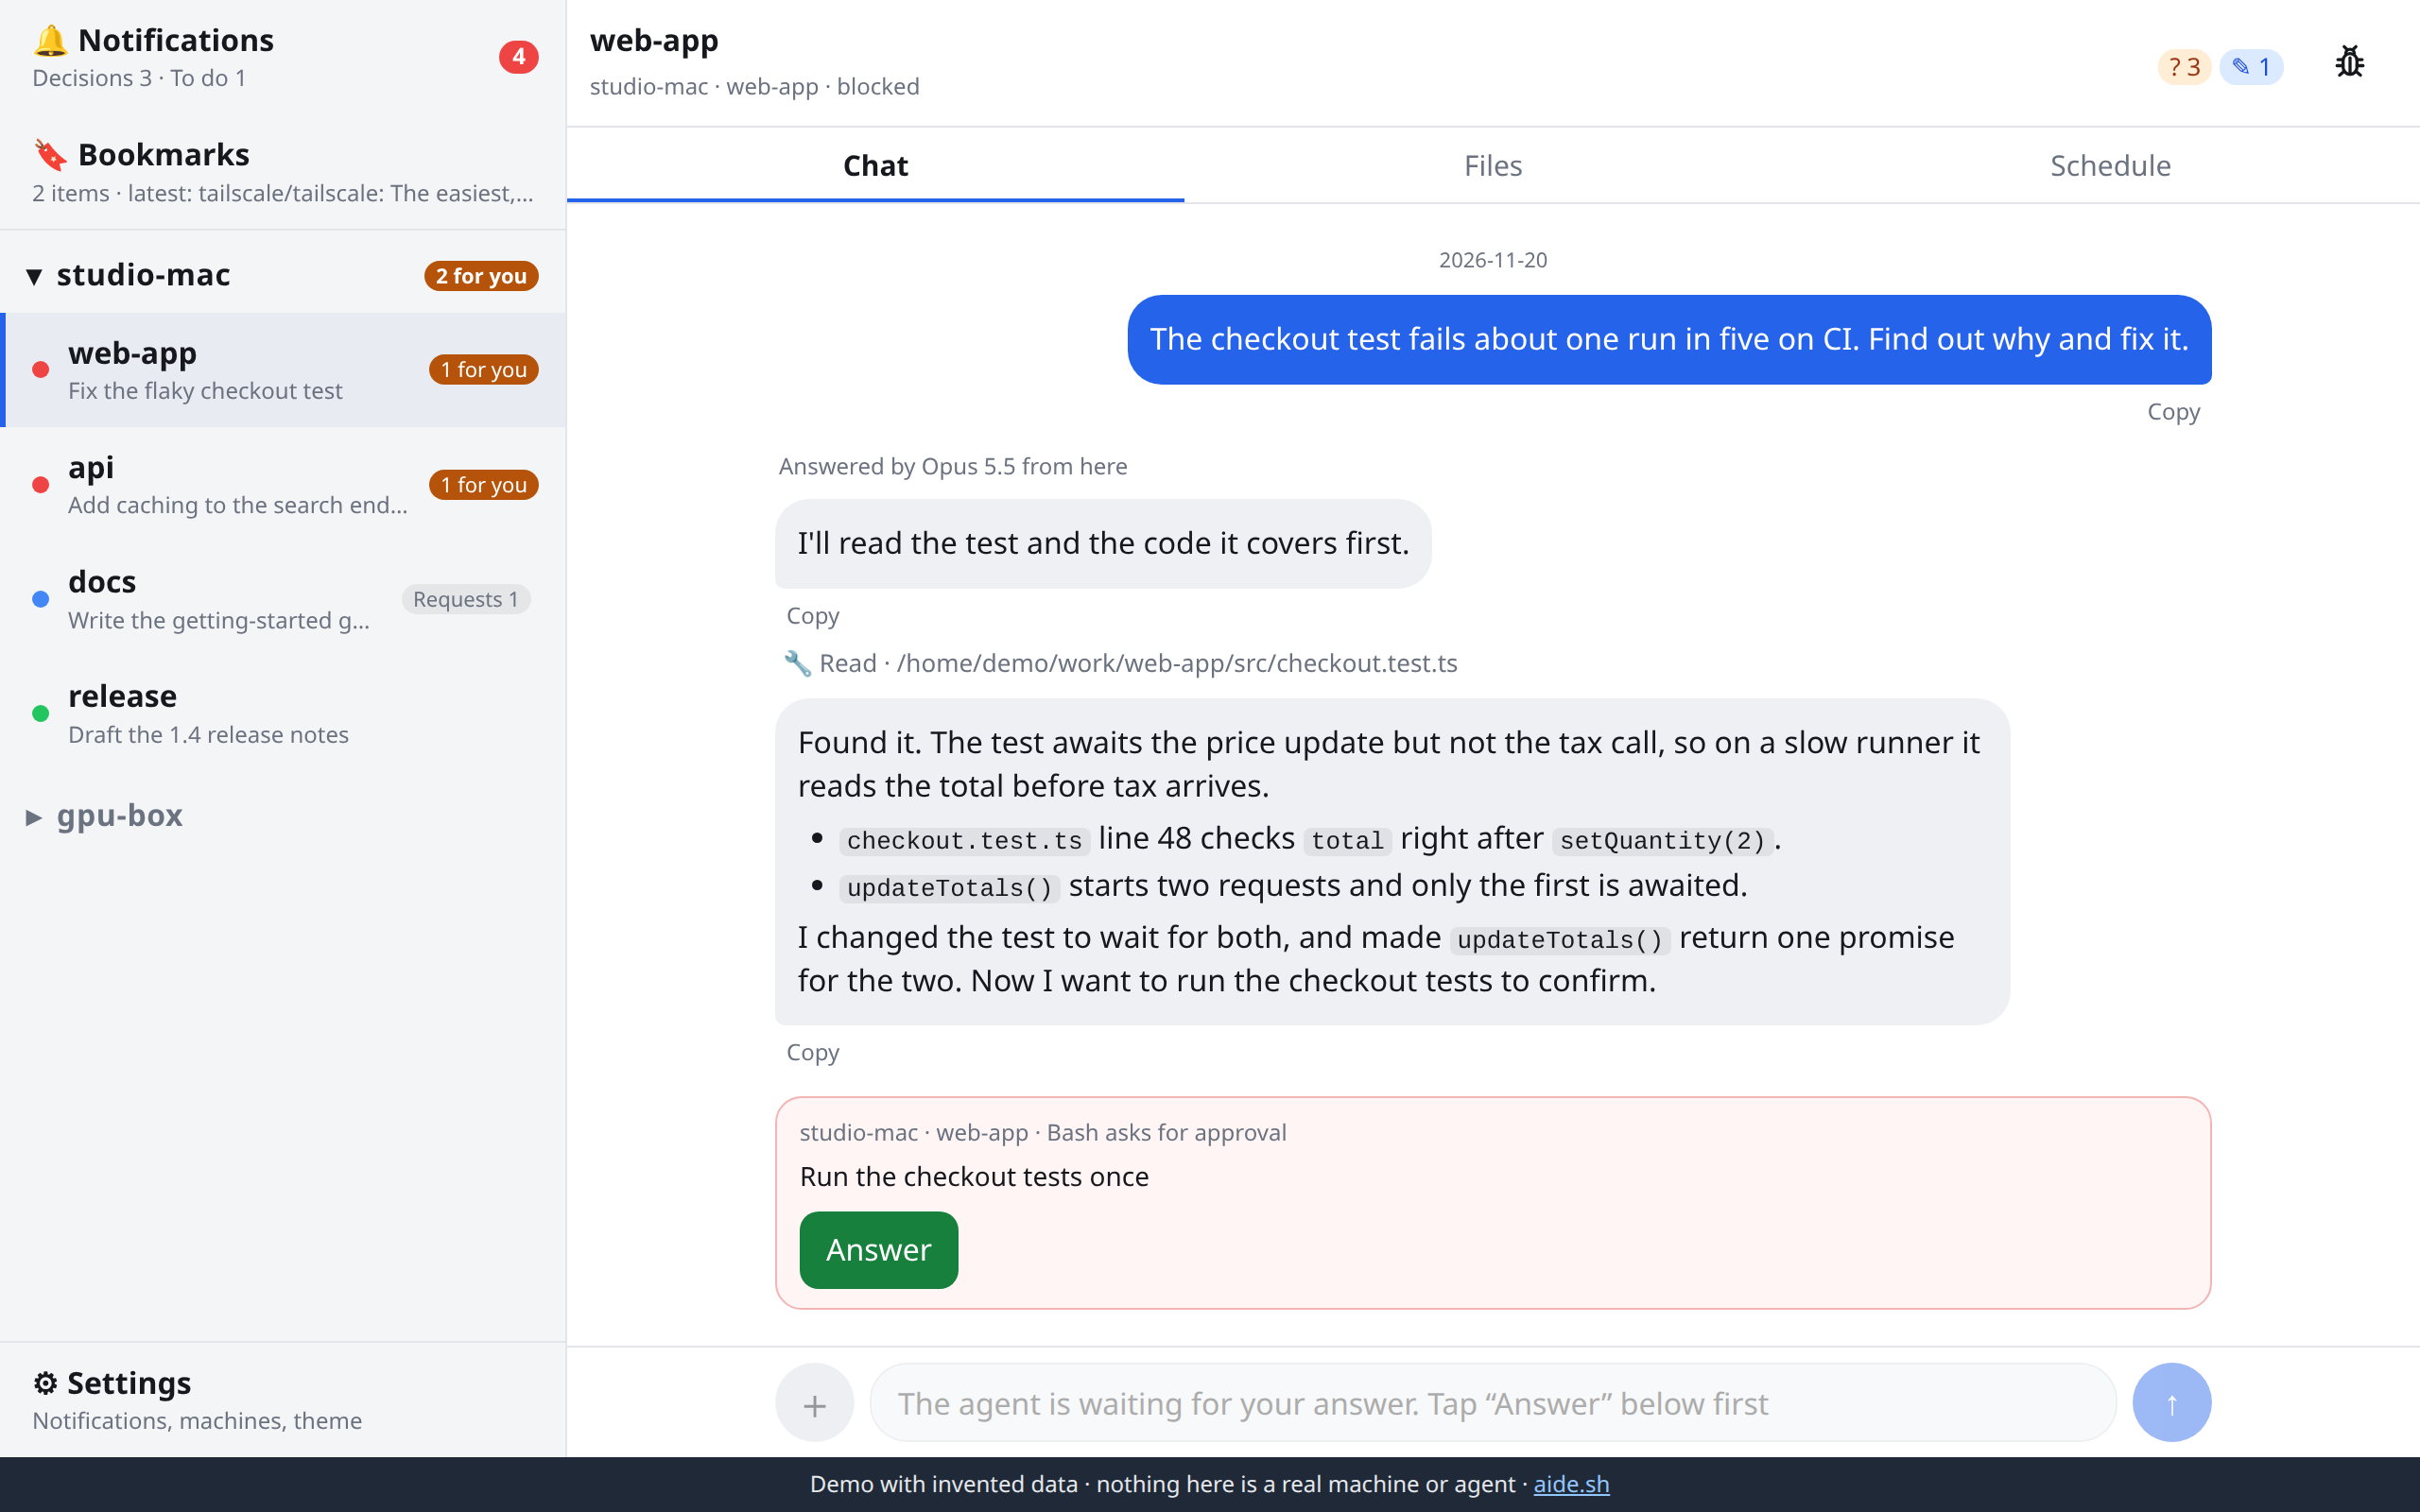 🔔 Notifications
4
Decisions 3 · To do 1
🔖 Bookmarks
2 items · latest: tailscale/tailscale: The easiest,...
▼ studio-mac
2 for you
web-app
1 for you
Fix the flaky checkout test
api
1 for you
Add caching to the search end...
docs
Requests 1
Write the getting-started g...
release
Draft the 1.4 release notes
▶ gpu-box
⚙ Settings
Notifications, machines, theme
web-app
studio-mac · web-app · blocked
? 3
✎ 1
Chat
Files
Schedule
2026-11-20
The checkout test fails about one run in five on CI. Find out why and fix it.
Copy
Answered by Opus 5.5 from here
I'll read the test and the code it covers first.
Copy
🔧 Read · /home/demo/work/web-app/src/checkout.test.ts
Found it. The test awaits the price update but not the tax call, so on a slow runner it
reads the total before tax arrives.
• checkout.test.ts line 48 checks total right after setQuantity(2).
• updateTotals() starts two requests and only the first is awaited.
I changed the test to wait for both, and made updateTotals() return one promise
for the two. Now I want to run the checkout tests to confirm.
Copy
studio-mac · web-app · Bash asks for approval
Run the checkout tests once
Answer
+
The agent is waiting for your answer. Tap “Answer” below first
↑
Demo with invented data · nothing here is a real machine or agent · aide.sh